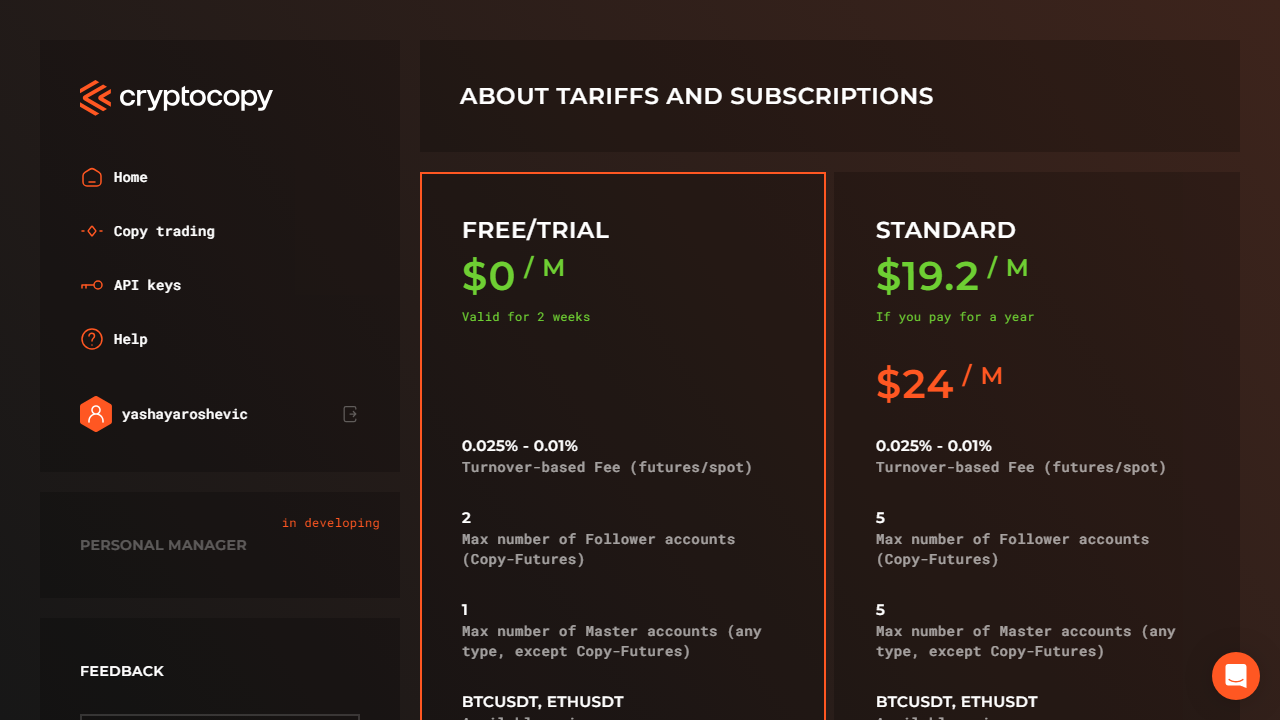 cryptocopy
Home
Copy trading
API keys
Help
yashayaroshevic
in developing
PERSONAL MANAGER
FEEDBACK
ABOUT TARIFFS AND SUBSCRIPTIONS
FREE/TRIAL
$0 / M
Valid for 2 weeks
0.025% - 0.01%
Turnover-based Fee (futures/spot)
2
Max number of Follower accounts
(Copy-Futures)
1
Max number of Master accounts (any
type, except Copy-Futures)
BTCUSDT, ETHUSDT
STANDARD
$19.2 / M
If you pay for a year
$24 / M
0.025% - 0.01%
Turnover-based Fee (futures/spot)
5
Max number of Follower accounts
(Copy-Futures)
5
Max number of Master accounts (any
type, except Copy-Futures)
BTCUSDT, ETHUSDT